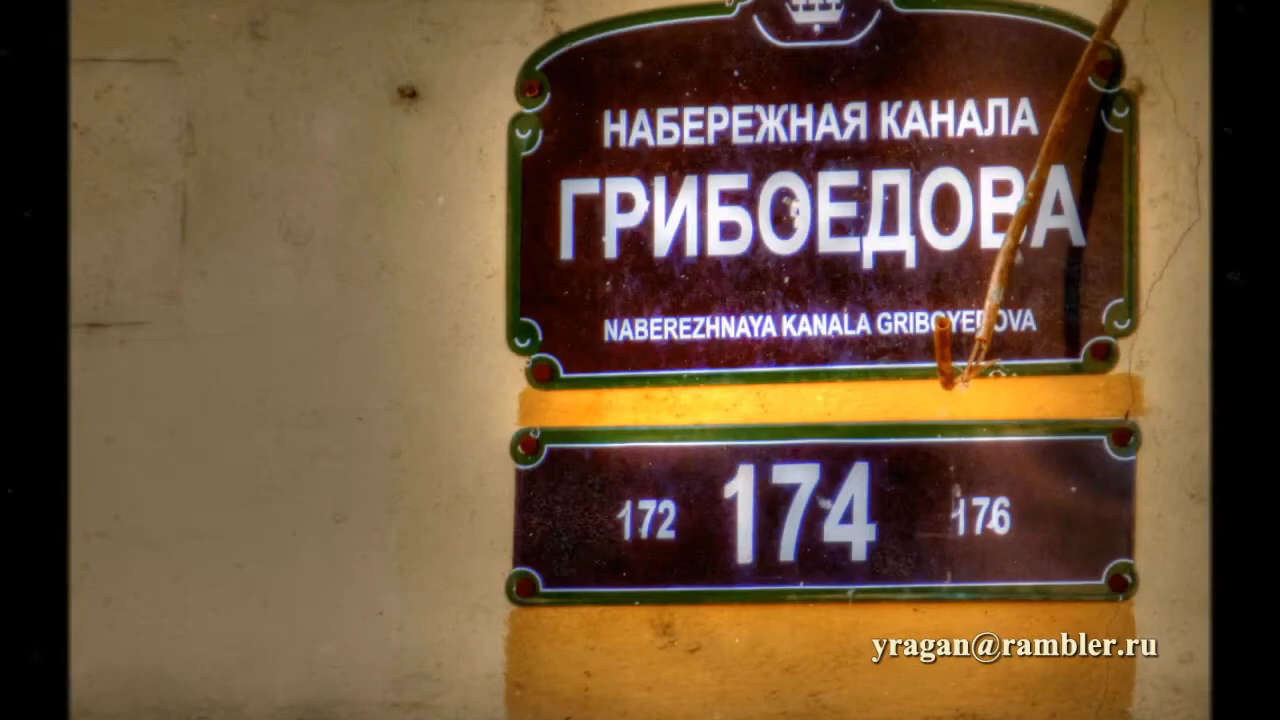 НАБЕРЕЖНАЯ КАНАЛА
ГРИБОЕДОВА
NABEREZHNAYA KANALA GRIBOYEDOVA
172 174 176
yragan@rambler.ru